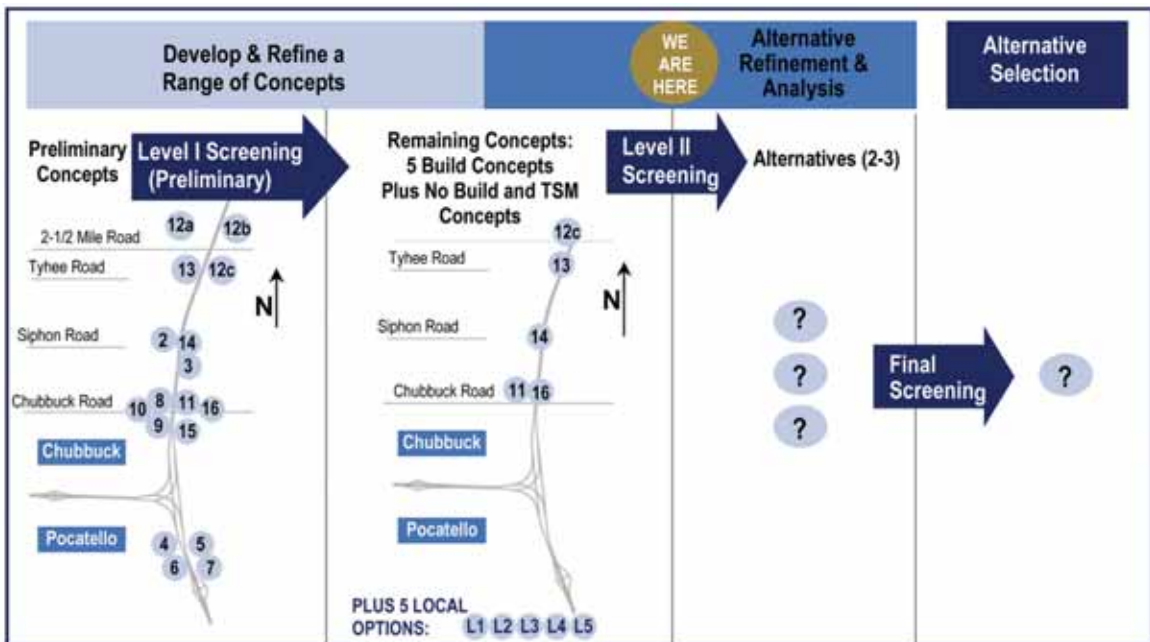 Develop & Refine a
Range of Concepts
WE
ARE
HERE
Alternative
Refinement &
Analysis
Alternative
Selection
Preliminary
Concepts
Level I Screening
(Preliminary)
Remaining Concepts:
5 Build Concepts
Plus No Build and TSM
Concepts
Level II
Screening
Alternatives (2-3)
12a
12b
2-1/2 Mile Road
Tyhee Road
13
12c
N
Siphon Road
2
14
3
Chubbuck Road
10
8
11
16
9
15
Chubbuck
Pocatello
4
5
6
7
12c
Tyhee Road
13
N
Siphon Road
14
Chubbuck Road
11
16
Chubbuck
Pocatello
PLUS 5 LOCAL
OPTIONS:
L1 L2 L3 L4 L5
?
?
?
Final
Screening
?